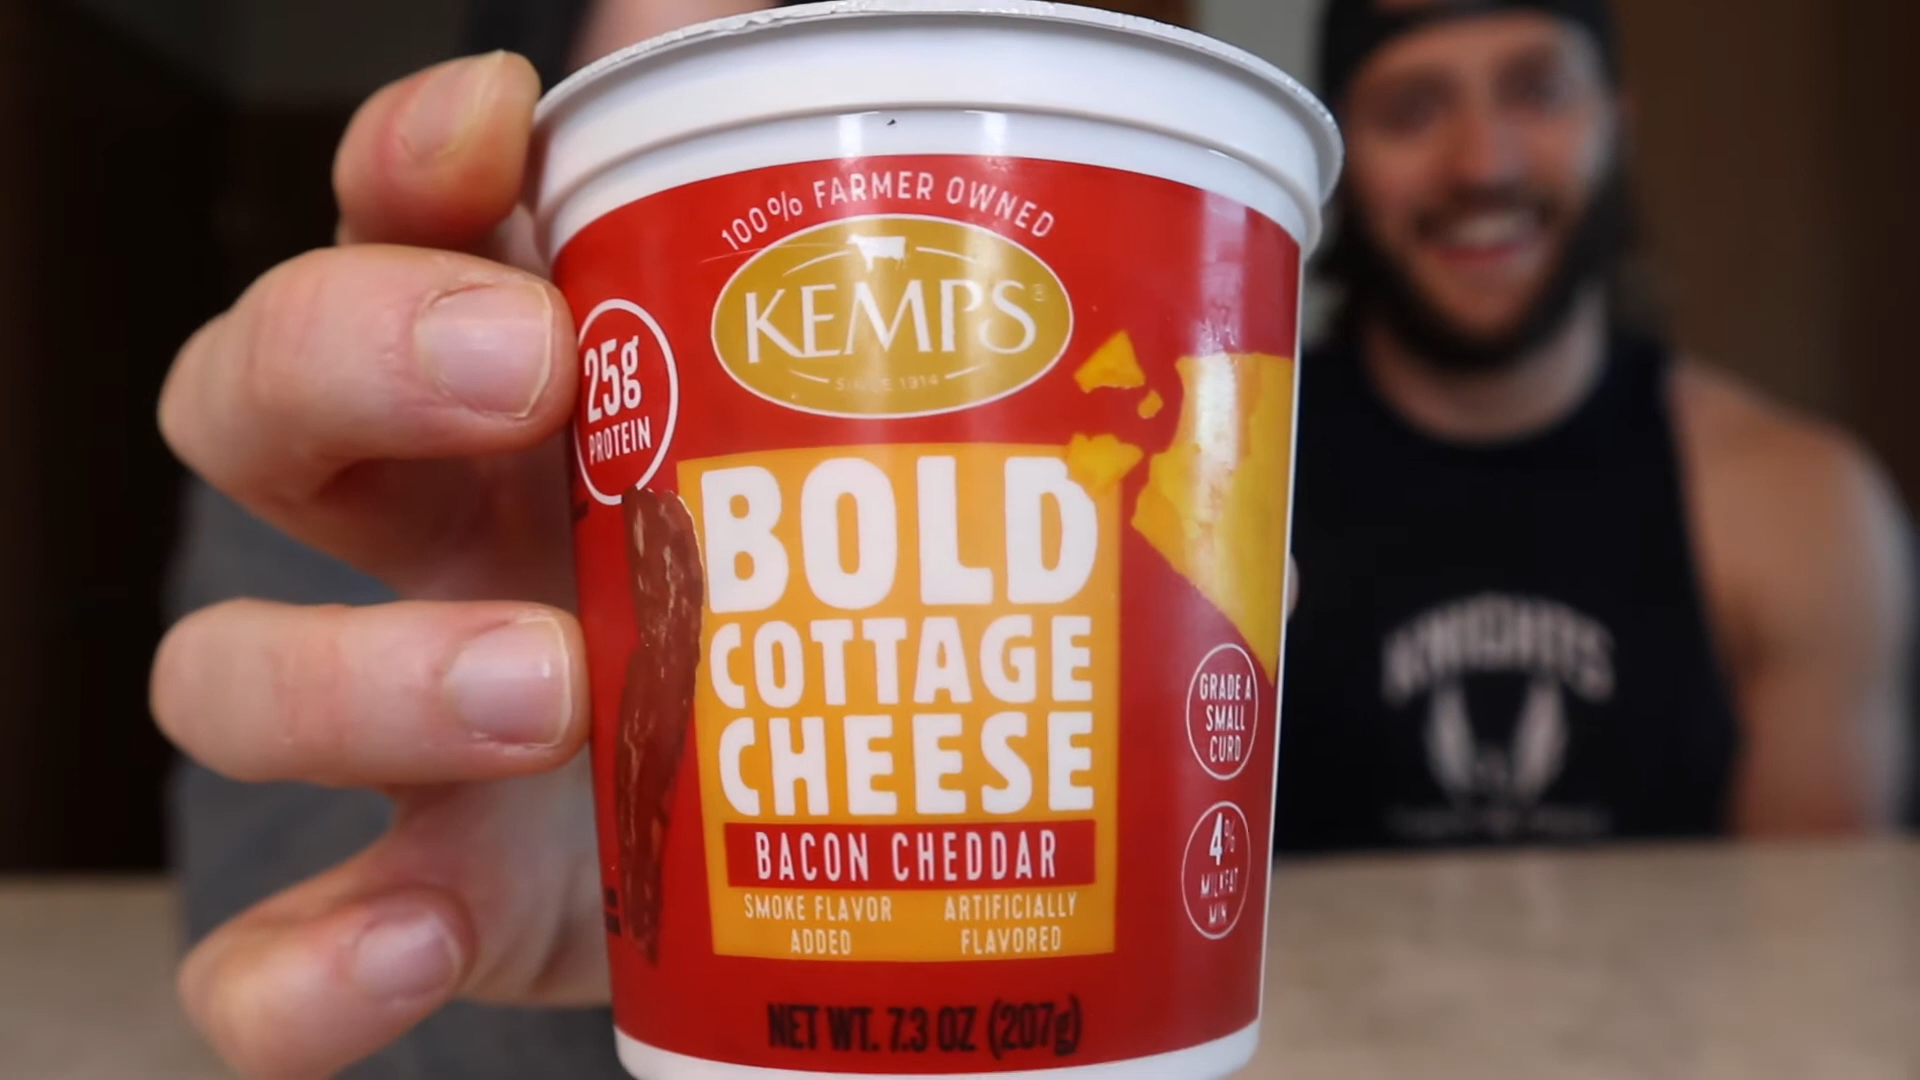 100% FARMER OWNED
KEMPS®
SINCE 1914
25g
PROTEIN
BOLD
COTTAGE
CHEESE
BACON CHEDDAR
SMOKE FLAVOR
ADDED
ARTIFICIALLY
FLAVORED
GRADE A
SMALL
CURD
4%
MILKFAT
MIN
NET WT. 7.3 OZ (207g)
KNIGHTS